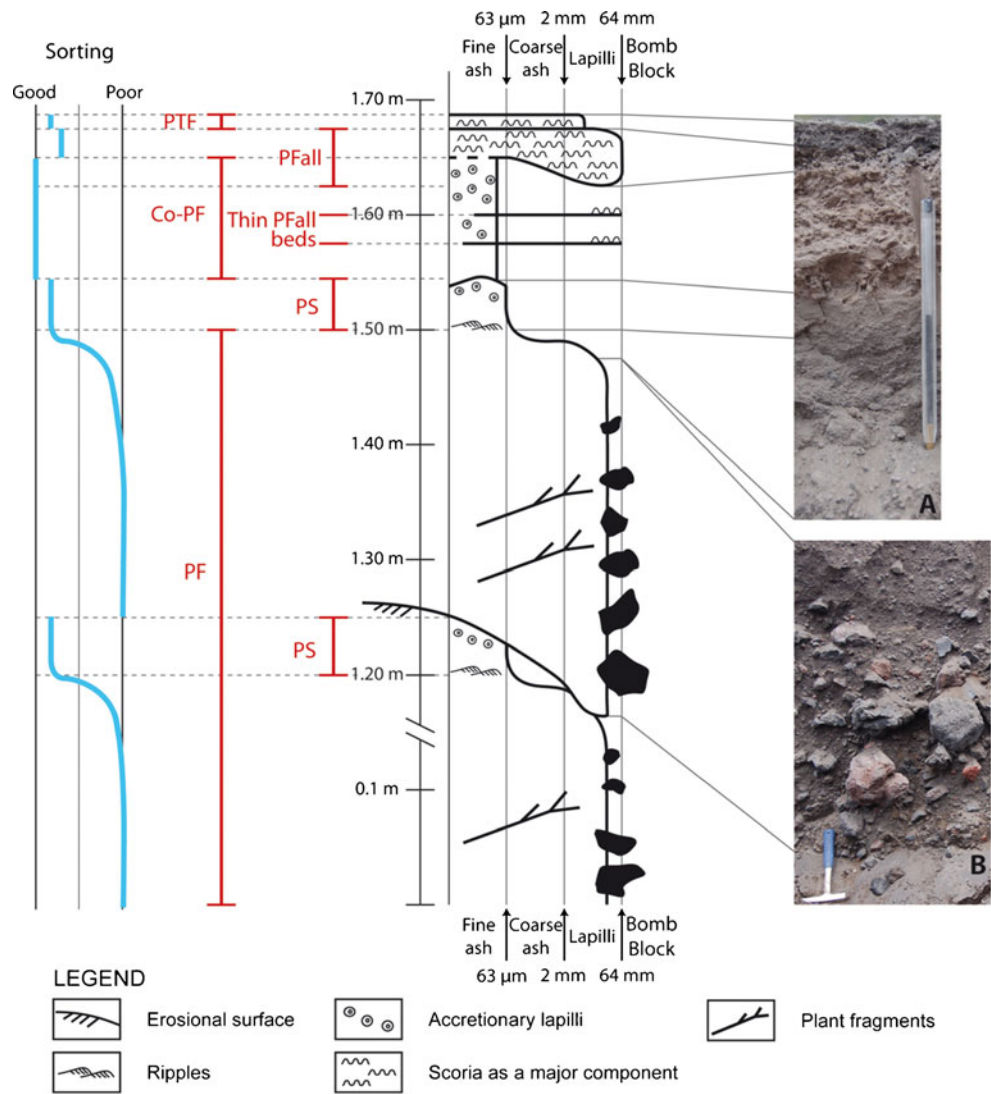 63 µm 2 mm 64 mm
Sorting
Fine ash Coarse ash Lapilli Bomb Block
Good Poor
1.70 m
PTF
PFall
Co-PF
Thin PFall beds
1.60 m
PS
1.50 m
A
1.40 m
PF
1.30 m
PS
1.20 m
0.1 m
B
Fine ash Coarse ash Lapilli Bomb Block
63 µm 2 mm 64 mm
LEGEND
Erosional surface
Accretionary lapilli
Plant fragments
Ripples
Scoria as a major component